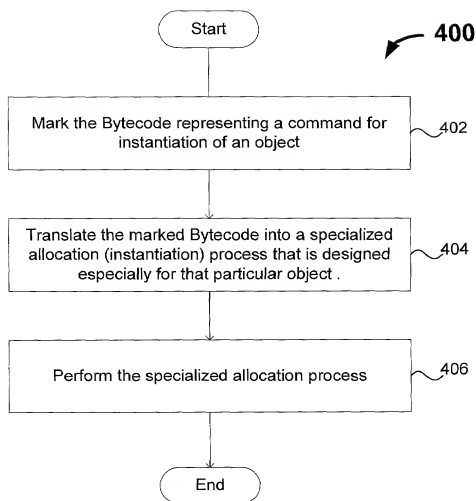 Start
400
Mark the Bytecode representing a command for
instantiation of an object
402
Translate the marked Bytecode into a specialized
allocation (instantiation) process that is designed
especially for that particular object .
404
Perform the specialized allocation process
406
End